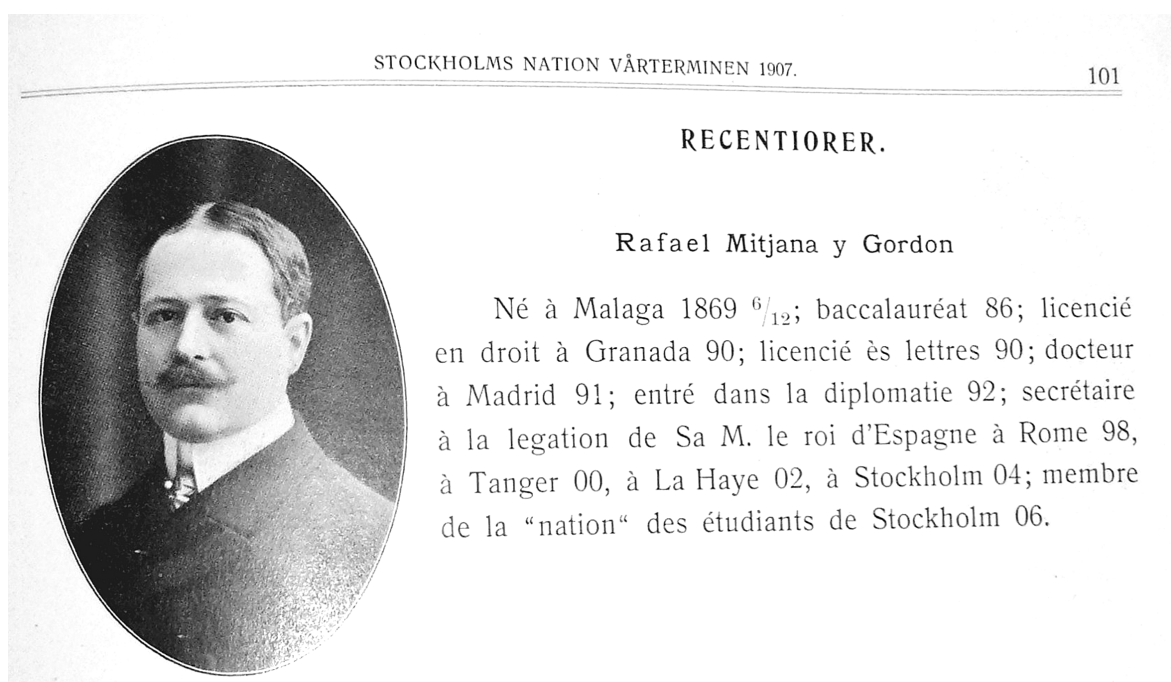 STOCKHOLMS NATION VÅRTERMINEN 1907.
101
RECENTIORER.
Rafael Mitjana y Gordon
Né à Malaga 1869 6/12; baccalauréat 86; licencié
en droit à Granada 90; licencié ès lettres 90; docteur
à Madrid 91; entré dans la diplomatie 92; secrétaire
à la legation de Sa M. le roi d'Espagne à Rome 98,
à Tanger 00, à La Haye 02, à Stockholm 04; membre
de la “nation“ des étudiants de Stockholm 06.